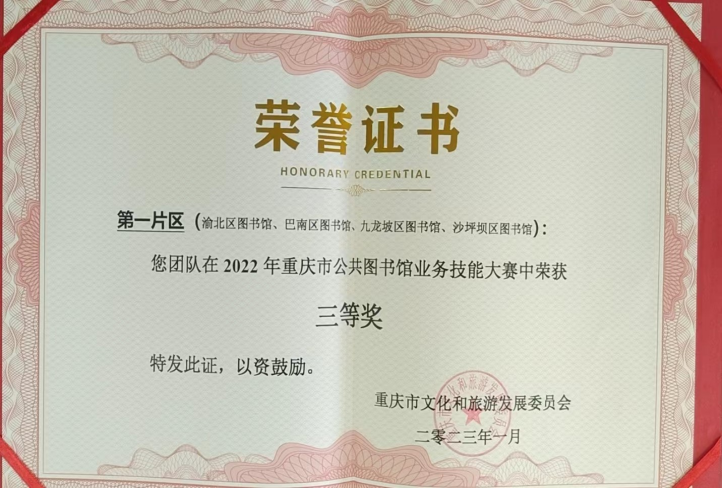 荣誉证书
HONORARY CREDENTIAL
第一片区（渝北区图书馆、巴南区图书馆、九龙坡区图书馆、沙坪坝区图书馆）：
您团队在2022年重庆市公共图书馆业务技能大赛中荣获
三等奖
特发此证，以资鼓励。
重庆市文化和旅游发展委员会
二零二三年一月